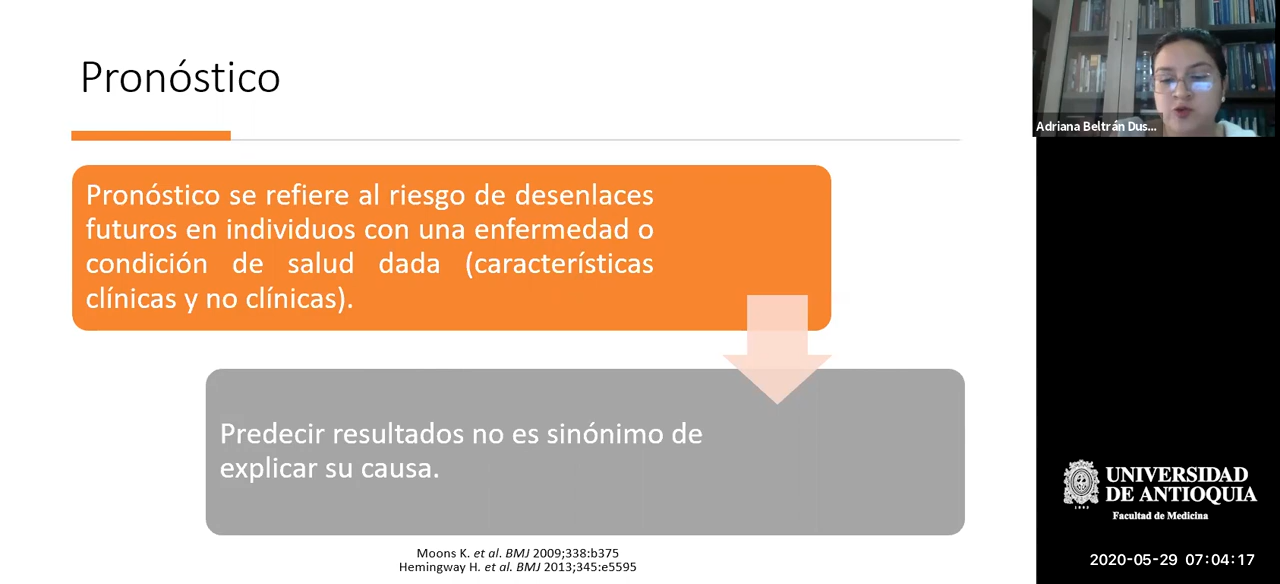 Pronóstico
Pronóstico se refiere al riesgo de desenlaces
futuros en individuos con una enfermedad o
condición de salud dada (características
clínicas y no clínicas).
Predecir resultados no es sinónimo de
explicar su causa.
Moons K. et al. BMJ 2009;338:b375
Hemingway H. et al. BMJ 2013;345:e5595
Adriana Beltrán Dus...
UNIVERSIDAD
DE ANTIOQUIA
1803
Facultad de Medicina
2020-05-29 07:04:17